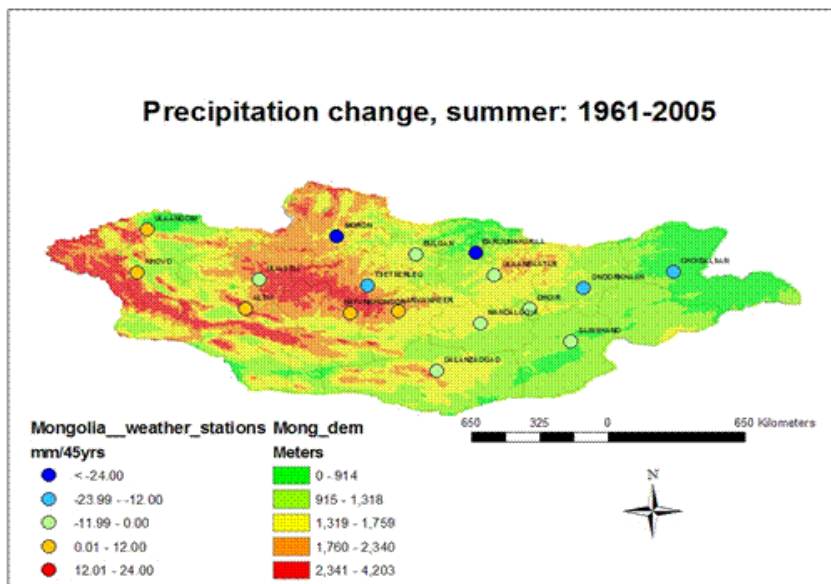 Precipitation change, summer: 1961-2005
ULAANGOM
MORON
BULGAN
BARUUNHARAA
KHOVD
ULIASTAI
TSETSERLEG
ULAANBAATAR
CHOIBALSAN
ONDORKHAAN
ALTAI
BAYANKHONGOR
ARVAIKHEER
CHOIR
MANDALGOBI
SAINSHAND
DALANZADGAD
650 325 0 650 Kilometers
Mongolia__weather_stations
mm/45yrs
< -24.00
-23.99 - -12.00
-11.99 - 0.00
0.01 - 12.00
12.01 - 24.00
Mong_dem
Meters
0 - 914
915 - 1,318
1,319 - 1,759
1,760 - 2,340
2,341 - 4,203
N